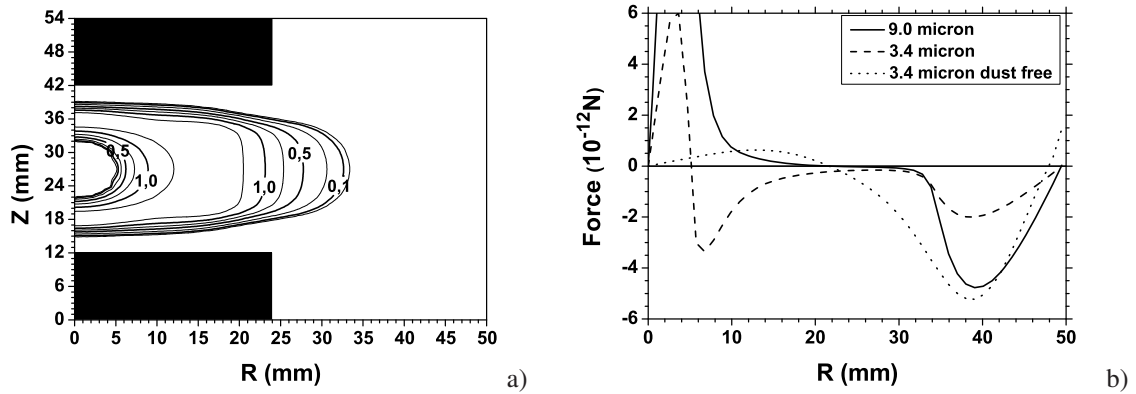 54
48
42
36
30
24
18
12
6
0
Z (mm)
0,5
1,0
1,0
0,5
0,1
0 5 10 15 20 25 30 35 40 45 50
R (mm)
a)
6
4
2
0
-2
-4
-6
Force (10⁻¹²N)
9.0 micron
3.4 micron
3.4 micron dust free
0 10 20 30 40 50
R (mm)
b)